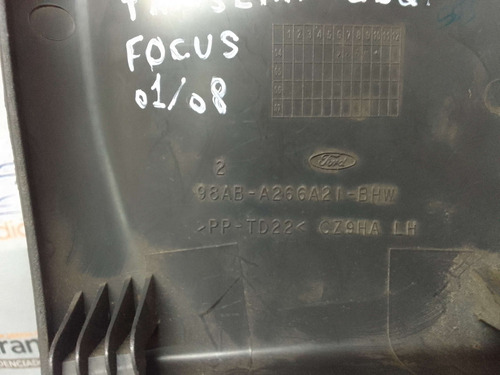 FOCUS
01/08
1 2 3 4 5 6 7 8 9 10 11 12
2
Ford
98AB-A266A21-BHW
>PP-TD22< CZ9HA LH